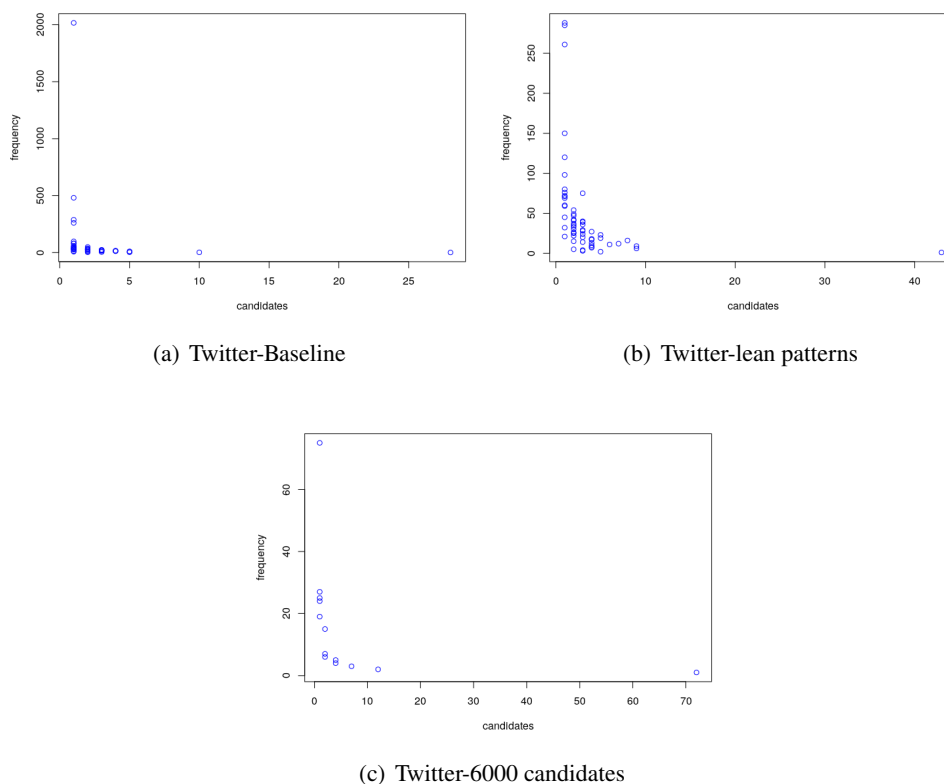 2000
1500
1000
500
0
frequency
0 5 10 15 20 25
candidates
(a) Twitter-Baseline
250
200
150
100
50
0
frequency
0 10 20 30 40
candidates
(b) Twitter-lean patterns
60
40
20
0
frequency
0 10 20 30 40 50 60 70
candidates
(c) Twitter-6000 candidates